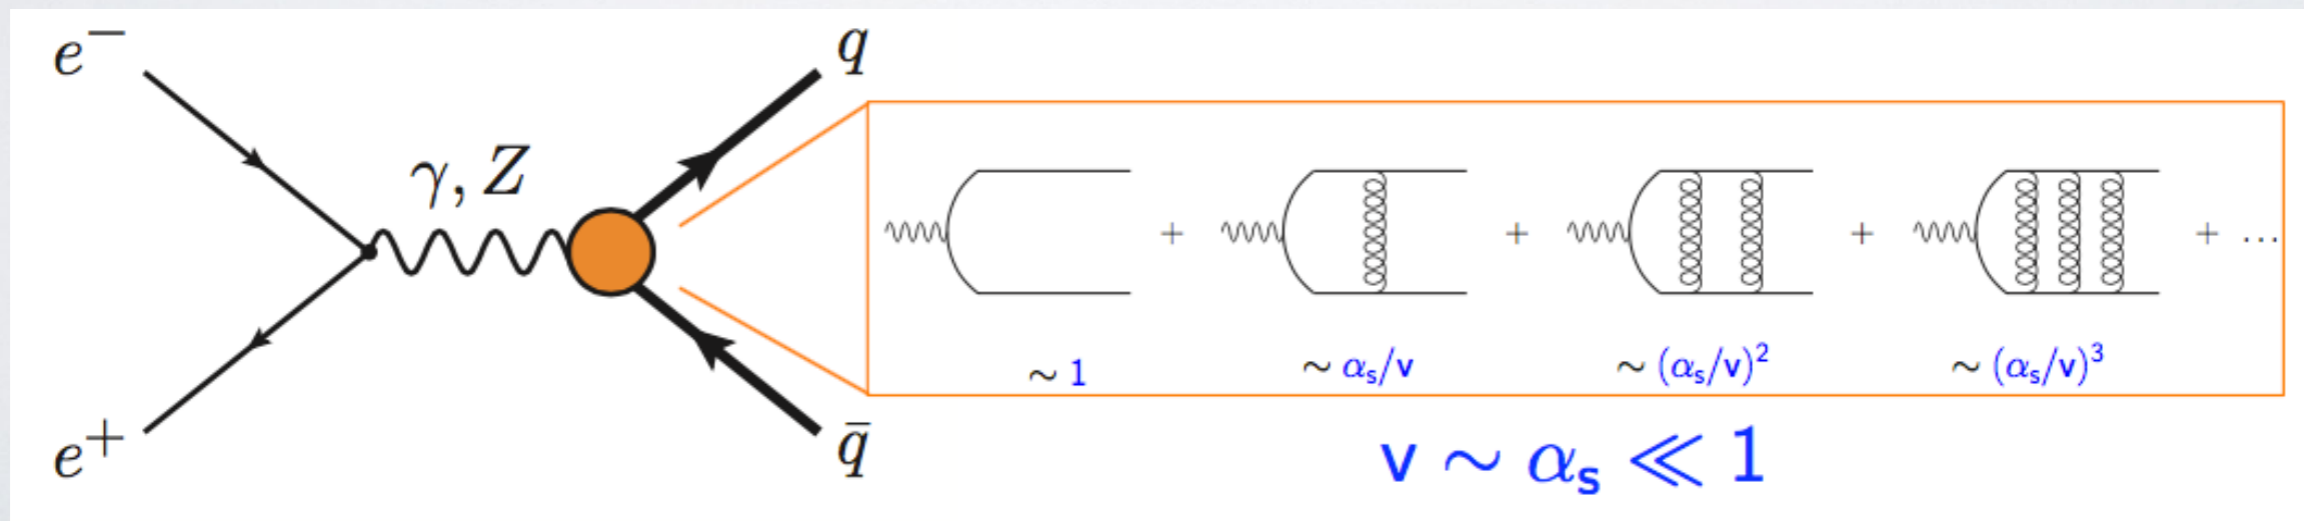 e⁻
q
γ, Z
+ + + + ...
~ 1 ~ αₛ/v ~ (αₛ/v)² ~ (αₛ/v)³
e⁺
q̄
v ~ αₛ ≪ 1